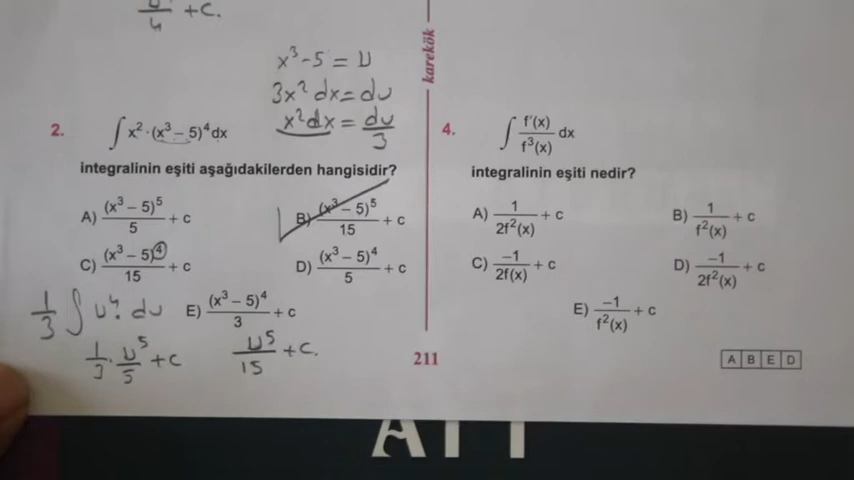 + c.
4
x³ - 5 = u
3x² dx = du
x² dx = du/3
karekök
2. ∫ x² · (x³ – 5)⁴ dx
integralinin eşiti aşağıdakilerden hangisidir?
A) (x³ – 5)⁵/5 + c
B) (x³ – 5)⁵/15 + c
C) (x³ – 5)⁴/15 + c
D) (x³ – 5)⁴/5 + c
E) (x³ – 5)⁴/3 + c
1/3 ∫ u⁴. du
1/3 · u⁵/5 + c
u⁵/15 + c.
4. ∫ f'(x)/f³(x) dx
integralinin eşiti nedir?
A) 1/2f²(x) + c
B) 1/f²(x) + c
C) –1/2f(x) + c
D) –1/2f²(x) + c
E) –1/f²(x) + c
211
A B E D